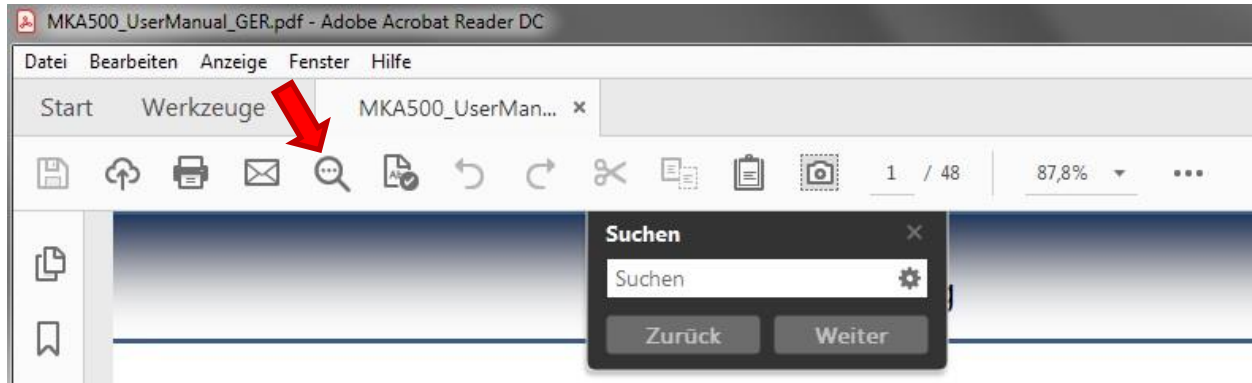 MKA500_UserManual_GER.pdf - Adobe Acrobat Reader DC
Datei Bearbeiten Anzeige Fenster Hilfe
Start Werkzeuge MKA500_UserMan... ×
1 / 48 87,8%
Suchen
Suchen
Zurück Weiter